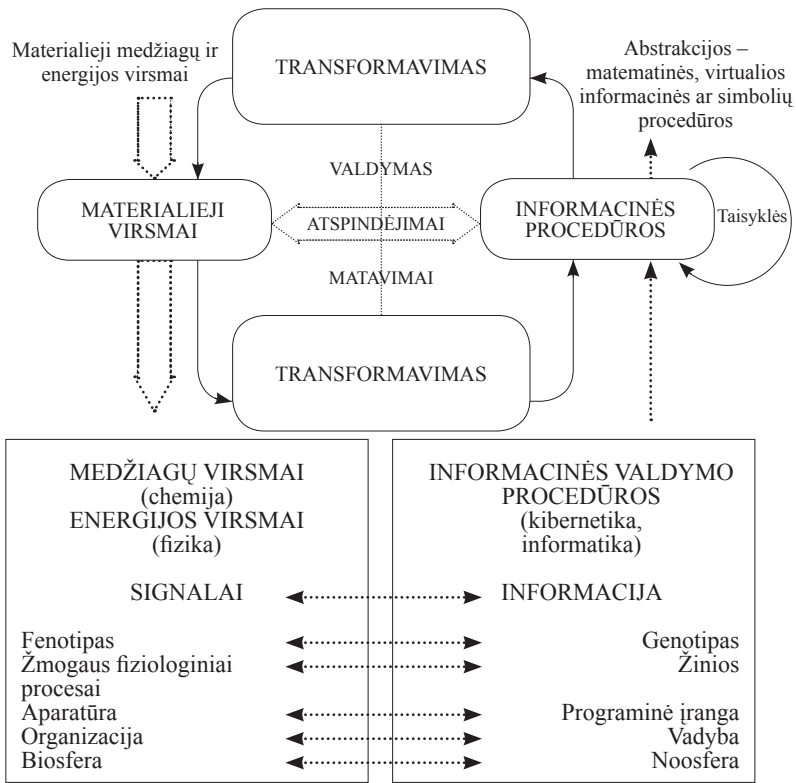 Materialieji medžiagų ir
energijos virsmai
TRANSFORMAVIMAS
Abstrakcijos –
matematinės, virtualios
informacinės ar simbolių
procedūros
VALDYMAS
MATERIALIEJI
VIRSMAI
ATSPINDĖJIMAI
INFORMACINĖS
PROCEDŪROS
Taisyklės
MATAVIMAI
TRANSFORMAVIMAS
MEDŽIAGŲ VIRSMAI
(chemija)
ENERGIJOS VIRSMAI
(fizika)
INFORMACINĖS VALDYMO
PROCEDŪROS
(kibernetika,
informatika)
SIGNALAI
INFORMACIJA
Fenotipas
Genotipas
Žmogaus fiziologiniai
procesai
Žinios
Aparatūra
Programinė įranga
Organizacija
Vadyba
Biosfera
Noosfera